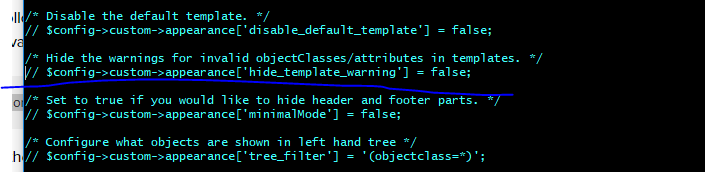 /* Disable the default template. */
// $config->custom->appearance['disable_default_template'] = false;
/* Hide the warnings for invalid objectClasses/attributes in templates. */
// $config->custom->appearance['hide_template_warning'] = false;
/* Set to true if you would like to hide header and footer parts. */
// $config->custom->appearance['minimalMode'] = false;
/* Configure what objects are shown in left hand tree */
// $config->custom->appearance['tree_filter'] = '(objectclass=*)';